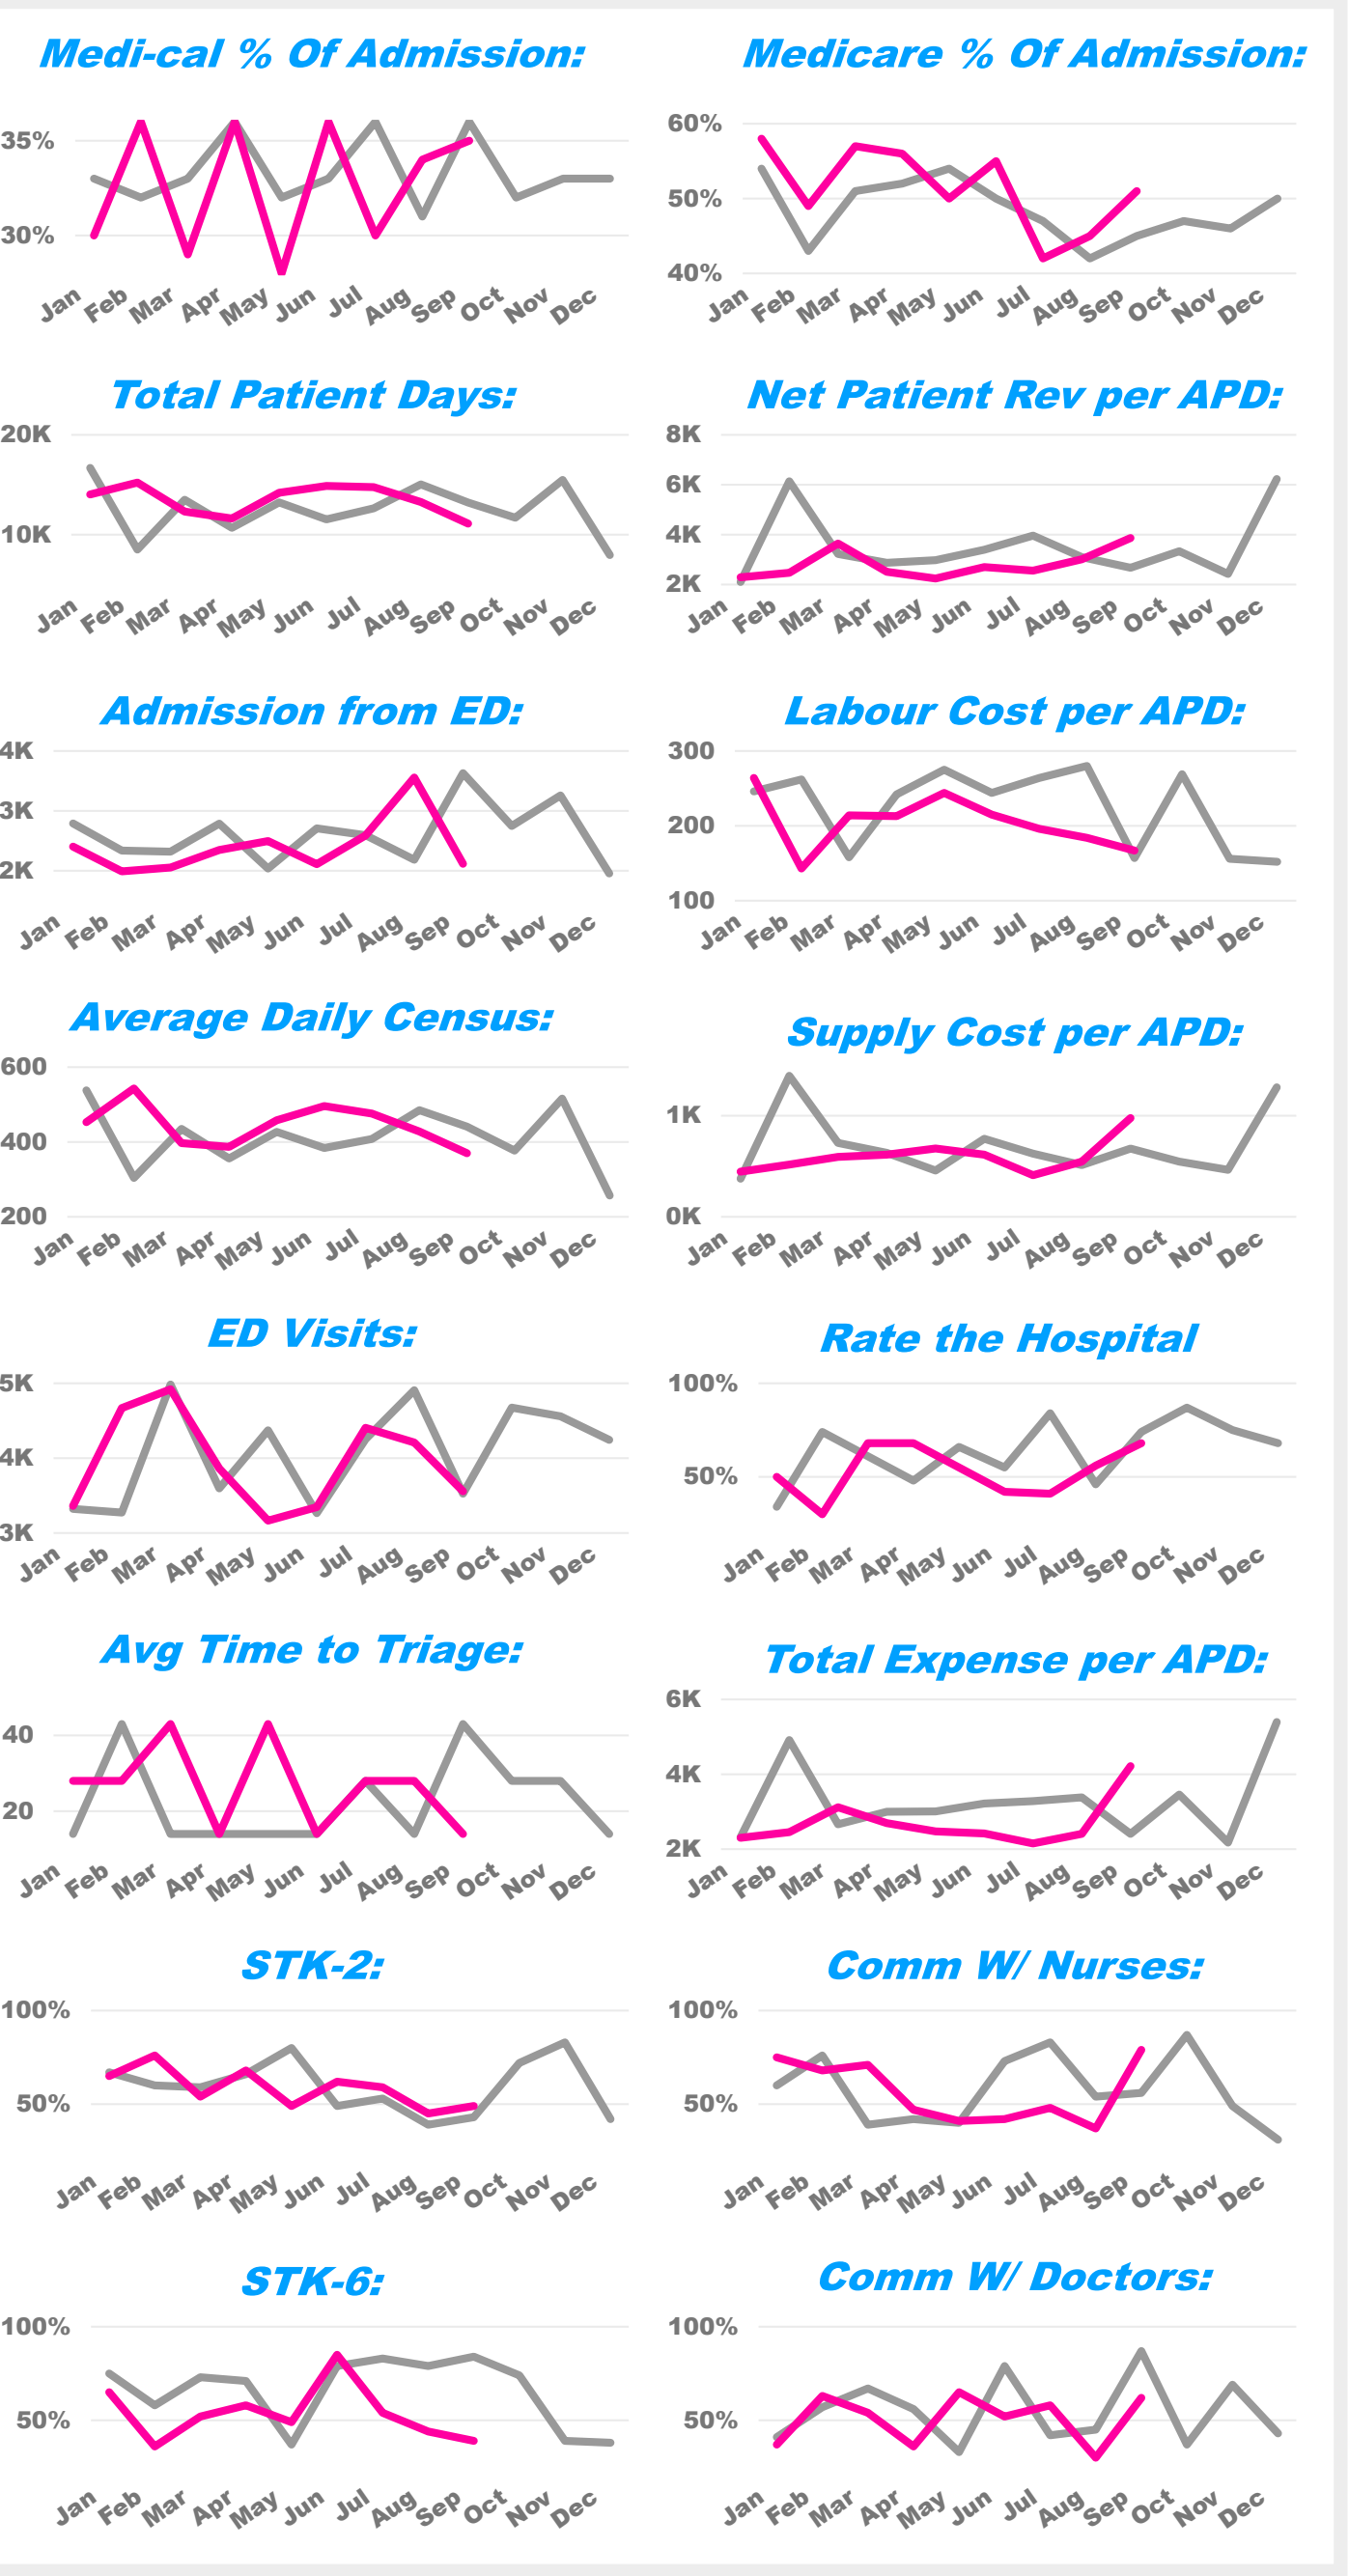 Medi-cal % Of Admission:
35%
30%
Jan Feb Mar Apr May Jun Jul Aug Sep Oct Nov Dec
Medicare % Of Admission:
60%
50%
40%
Jan Feb Mar Apr May Jun Jul Aug Sep Oct Nov Dec
Total Patient Days:
20K
10K
Jan Feb Mar Apr May Jun Jul Aug Sep Oct Nov Dec
Net Patient Rev per APD:
8K
6K
4K
2K
Jan Feb Mar Apr May Jun Jul Aug Sep Oct Nov Dec
Admission from ED:
4K
3K
2K
Jan Feb Mar Apr May Jun Jul Aug Sep Oct Nov Dec
Labour Cost per APD:
300
200
100
Jan Feb Mar Apr May Jun Jul Aug Sep Oct Nov Dec
Average Daily Census:
600
400
200
Jan Feb Mar Apr May Jun Jul Aug Sep Oct Nov Dec
Supply Cost per APD:
1K
0K
Jan Feb Mar Apr May Jun Jul Aug Sep Oct Nov Dec
ED Visits:
5K
4K
3K
Jan Feb Mar Apr May Jun Jul Aug Sep Oct Nov Dec
Rate the Hospital
100%
50%
Jan Feb Mar Apr May Jun Jul Aug Sep Oct Nov Dec
Avg Time to Triage:
40
20
Jan Feb Mar Apr May Jun Jul Aug Sep Oct Nov Dec
Total Expense per APD:
6K
4K
2K
Jan Feb Mar Apr May Jun Jul Aug Sep Oct Nov Dec
STK-2:
100%
50%
Jan Feb Mar Apr May Jun Jul Aug Sep Oct Nov Dec
Comm W/ Nurses:
100%
50%
Jan Feb Mar Apr May Jun Jul Aug Sep Oct Nov Dec
STK-6:
100%
50%
Jan Feb Mar Apr May Jun Jul Aug Sep Oct Nov Dec
Comm W/ Doctors:
100%
50%
Jan Feb Mar Apr May Jun Jul Aug Sep Oct Nov Dec